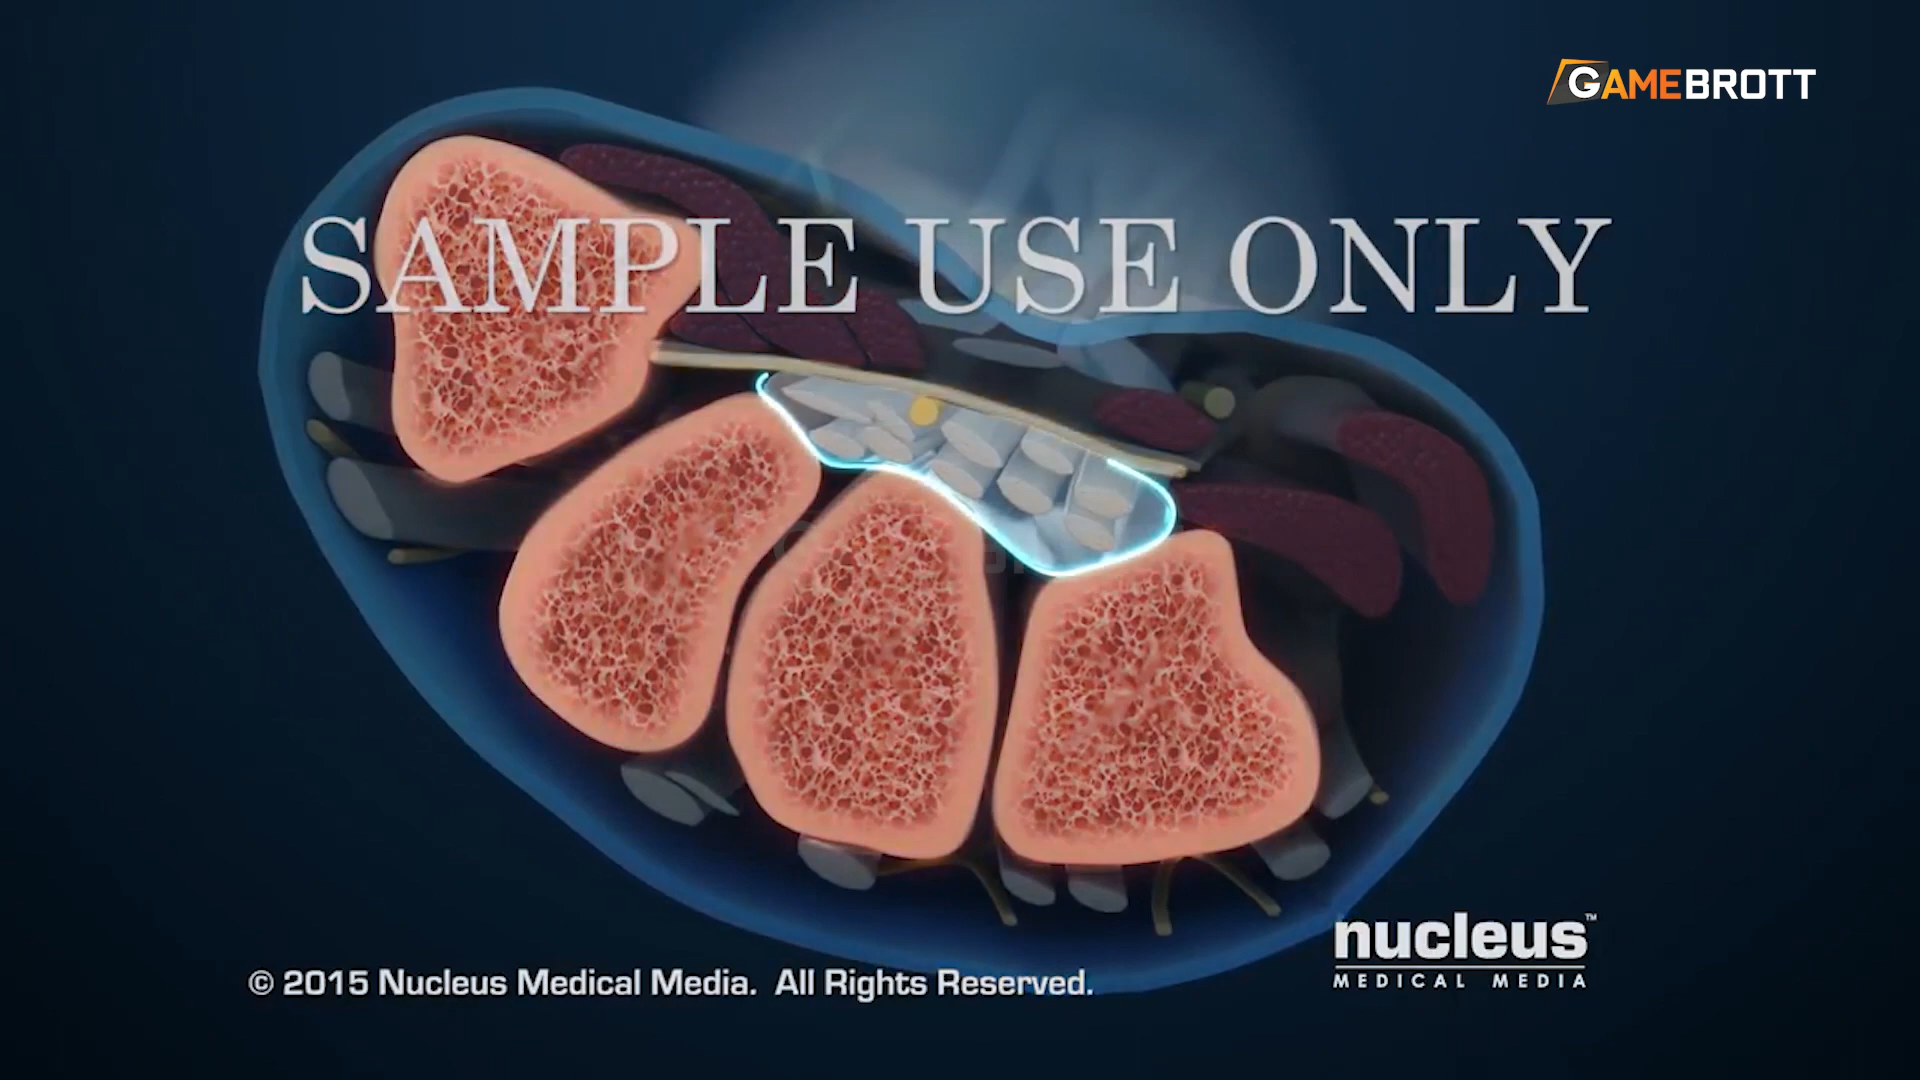 GAMEBROTT
SAMPLE USE ONLY
nucleus™
MEDICAL MEDIA
© 2015 Nucleus Medical Media. All Rights Reserved.